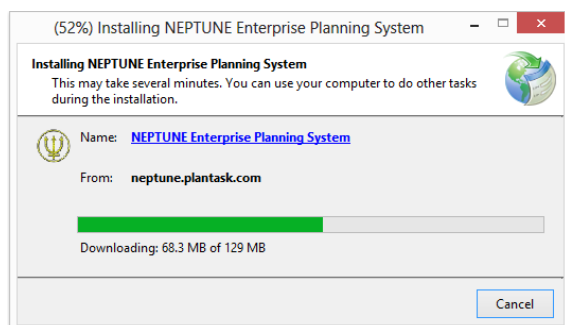 (52%) Installing NEPTUNE Enterprise Planning System
Installing NEPTUNE Enterprise Planning System
This may take several minutes. You can use your computer to do other tasks
during the installation.
Name: NEPTUNE Enterprise Planning System
From: neptune.plantask.com
Downloading: 68.3 MB of 129 MB
Cancel